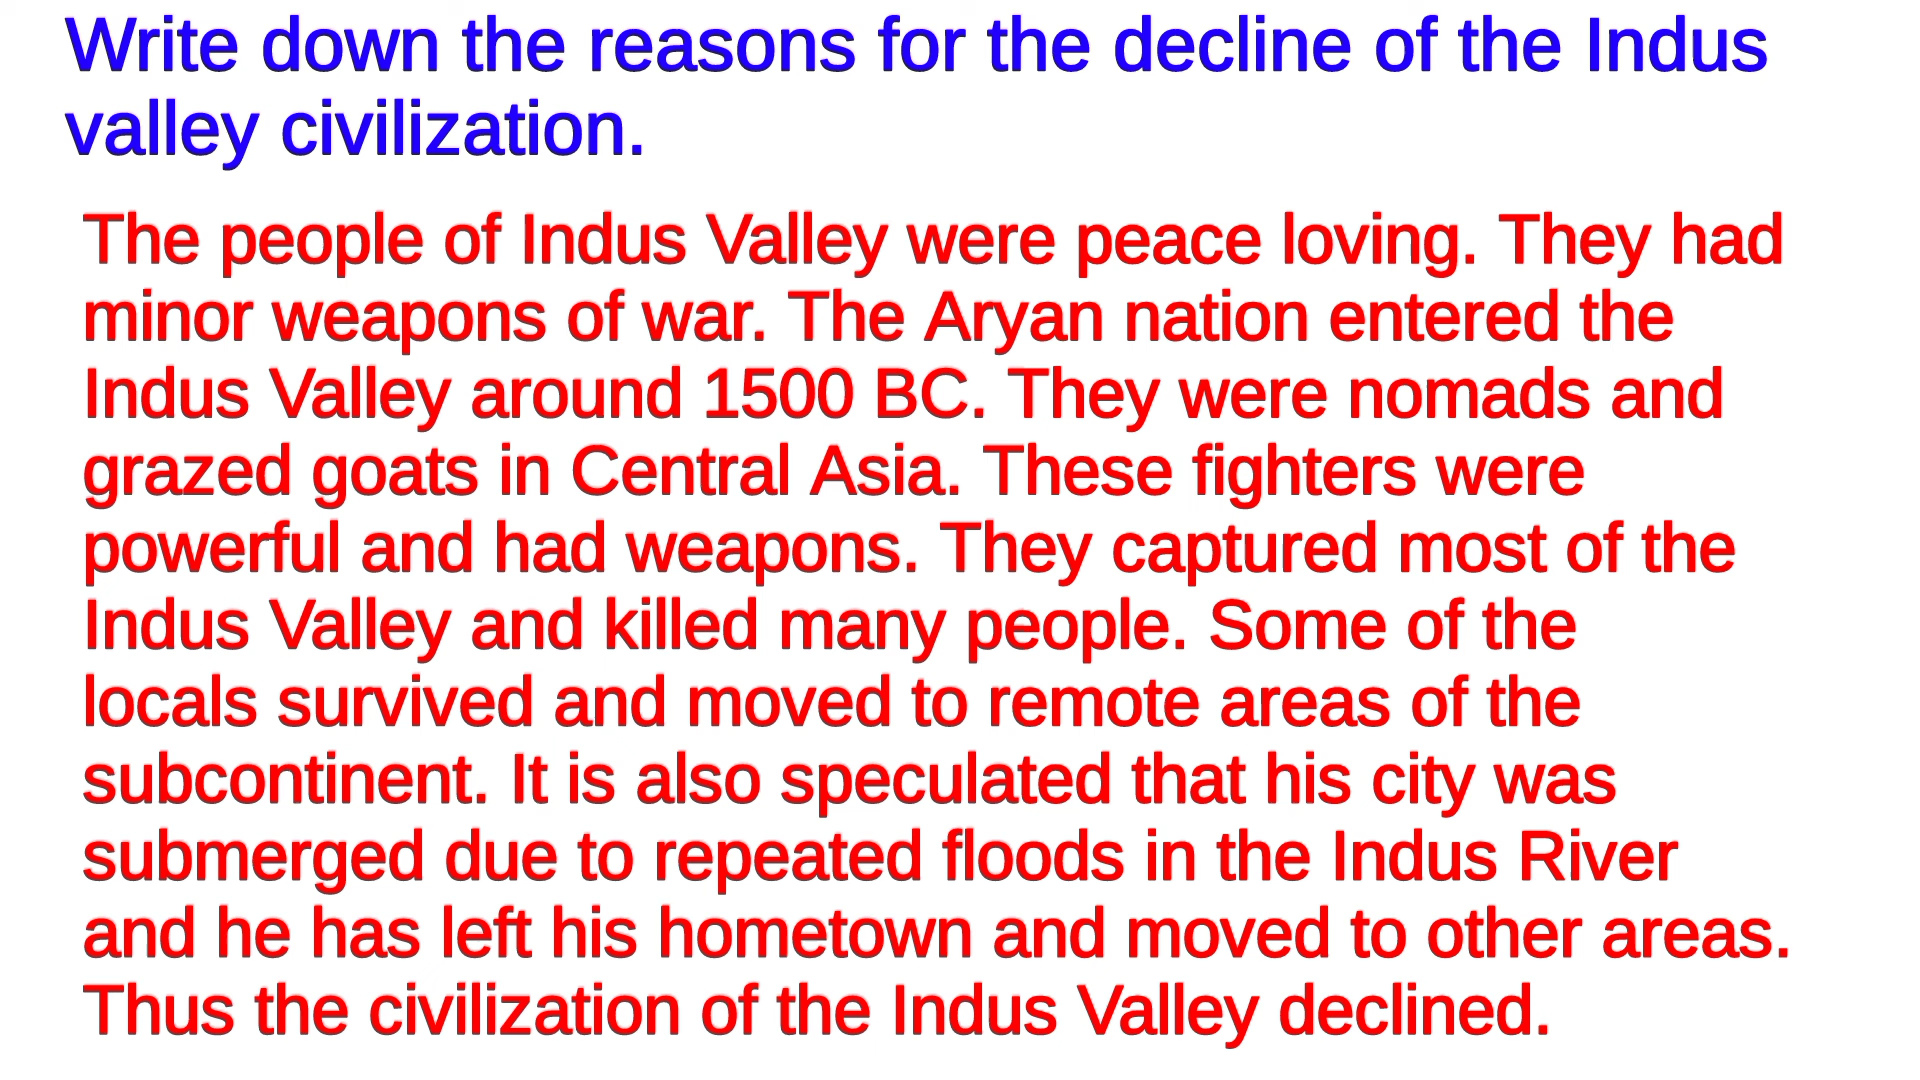 Write down the reasons for the decline of the Indus
valley civilization.
The people of Indus Valley were peace loving. They had
minor weapons of war. The Aryan nation entered the
Indus Valley around 1500 BC. They were nomads and
grazed goats in Central Asia. These fighters were
powerful and had weapons. They captured most of the
Indus Valley and killed many people. Some of the
locals survived and moved to remote areas of the
subcontinent. It is also speculated that his city was
submerged due to repeated floods in the Indus River
and he has left his hometown and moved to other areas.
Thus the civilization of the Indus Valley declined.